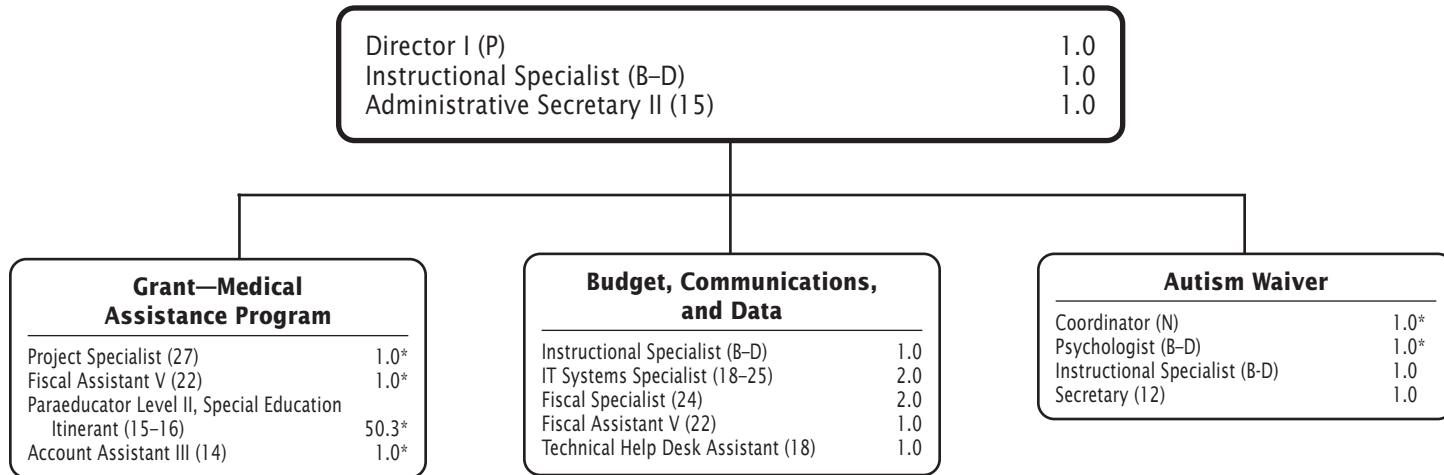 Director I (P) 1.0
Instructional Specialist (B–D) 1.0
Administrative Secretary II (15) 1.0
Grant—Medical
Assistance Program
Project Specialist (27) 1.0*
Fiscal Assistant V (22) 1.0*
Paraeducator Level II, Special Education
Itinerant (15–16) 50.3*
Account Assistant III (14) 1.0*
Budget, Communications,
and Data
Instructional Specialist (B–D) 1.0
IT Systems Specialist (18–25) 2.0
Fiscal Specialist (24) 2.0
Fiscal Assistant V (22) 1.0
Technical Help Desk Assistant (18) 1.0
Autism Waiver
Coordinator (N) 1.0*
Psychologist (B–D) 1.0*
Instructional Specialist (B-D) 1.0
Secretary (12) 1.0